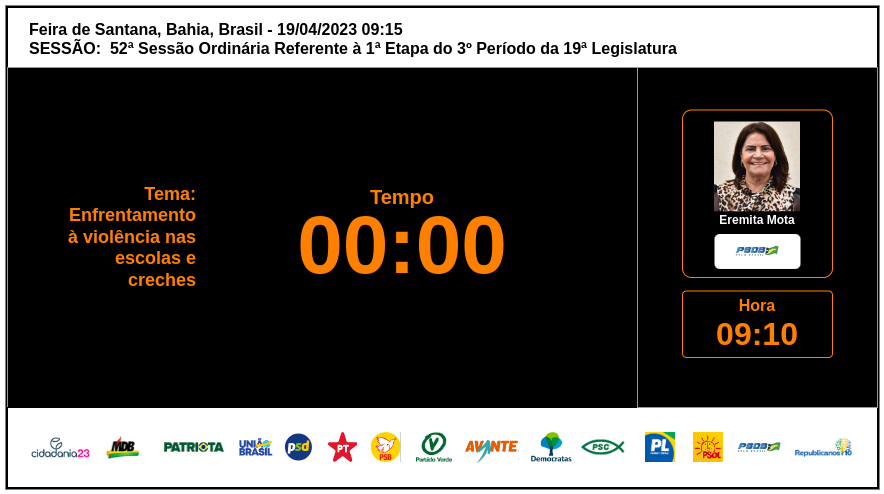 Feira de Santana, Bahia, Brasil - 19/04/2023 09:15
SESSÃO: 52ª Sessão Ordinária Referente à 1ª Etapa do 3º Período da 19ª Legislatura
Tema:
Enfrentamento
à violência nas
escolas e
creches
Tempo
00:00
Eremita Mota
PSDB
Hora
09:10
cidadania23
MDB
PATRIOTA
UNIÃO
BRASIL
psd
PT
PSB
V
Partido Verde
AVANTE
Democratas
PSC
PL
PSOL
PSDB
Republicanos 10